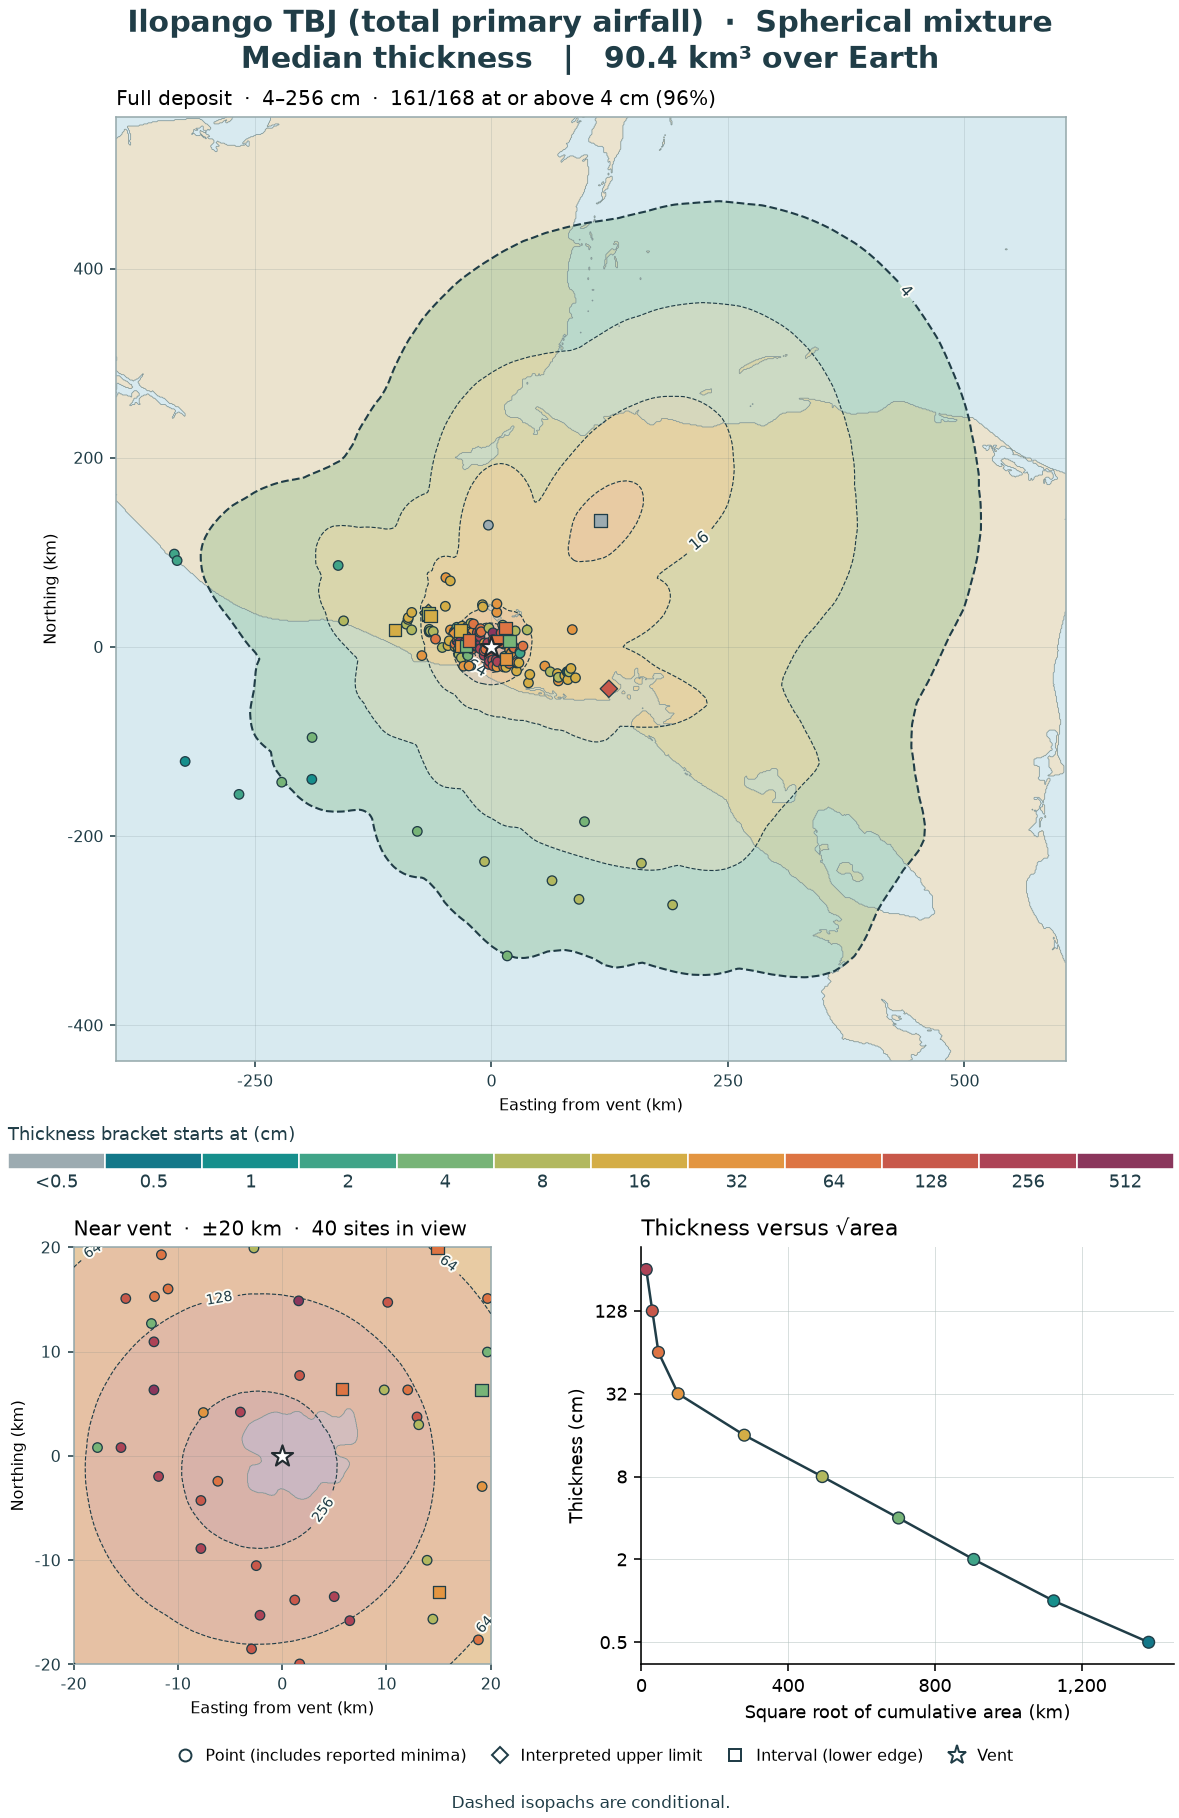 Ilopango TBJ (total primary airfall)  ·  Spherical mixture
Median thickness   |   90.4 km³ over Earth
Full deposit  ·  4–256 cm  ·  161/168 at or above 4 cm (96%)
400
200
0
-200
-400
Northing (km)
4
16
-250
0
250
500
Easting from vent (km)
Thickness bracket starts at (cm)
<0.5
0.5
1
2
4
8
16
32
64
128
256
512
Near vent  ·  ±20 km  ·  40 sites in view
20
10
0
-10
-20
Northing (km)
64
64
128
256
64
-20
-10
0
10
20
Easting from vent (km)
Thickness versus √area
128
32
8
2
0.5
Thickness (cm)
0
400
800
1,200
Square root of cumulative area (km)
Point (includes reported minima)
Interpreted upper limit
Interval (lower edge)
Vent
Dashed isopachs are conditional.